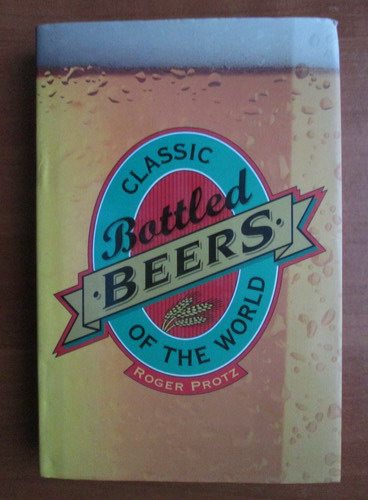 CLASSIC
Bottled
·BEERS·
OF THE WORLD
ROGER PROTZ